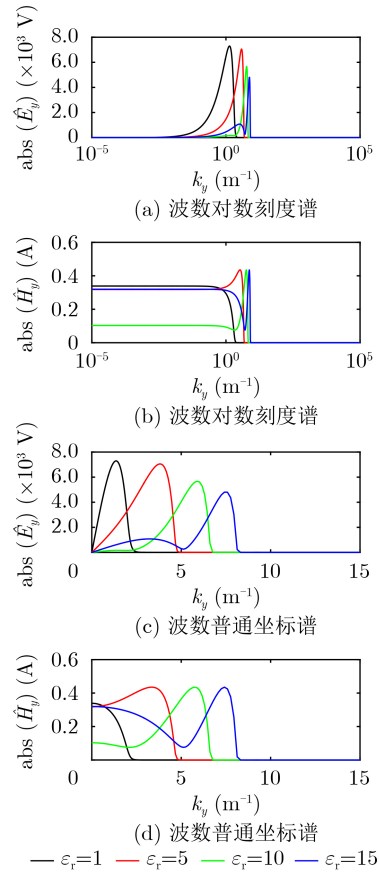 abs (Ê_y) (×10³ V)
8.0
6.0
4.0
2.0
0
10⁻⁵
10⁰
10⁵
k_y (m⁻¹)
(a) 波数对数刻度谱
abs (Ĥ_y) (A)
0.6
0.4
0.2
0
10⁻⁵
10⁰
10⁵
k_y (m⁻¹)
(b) 波数对数刻度谱
abs (Ê_y) (×10³ V)
8.0
6.0
4.0
2.0
0
5
10
15
k_y (m⁻¹)
(c) 波数普通坐标谱
abs (Ĥ_y) (A)
0.6
0.4
0.2
0
5
10
15
k_y (m⁻¹)
(d) 波数普通坐标谱
ε_r=1 ε_r=5 ε_r=10 ε_r=15